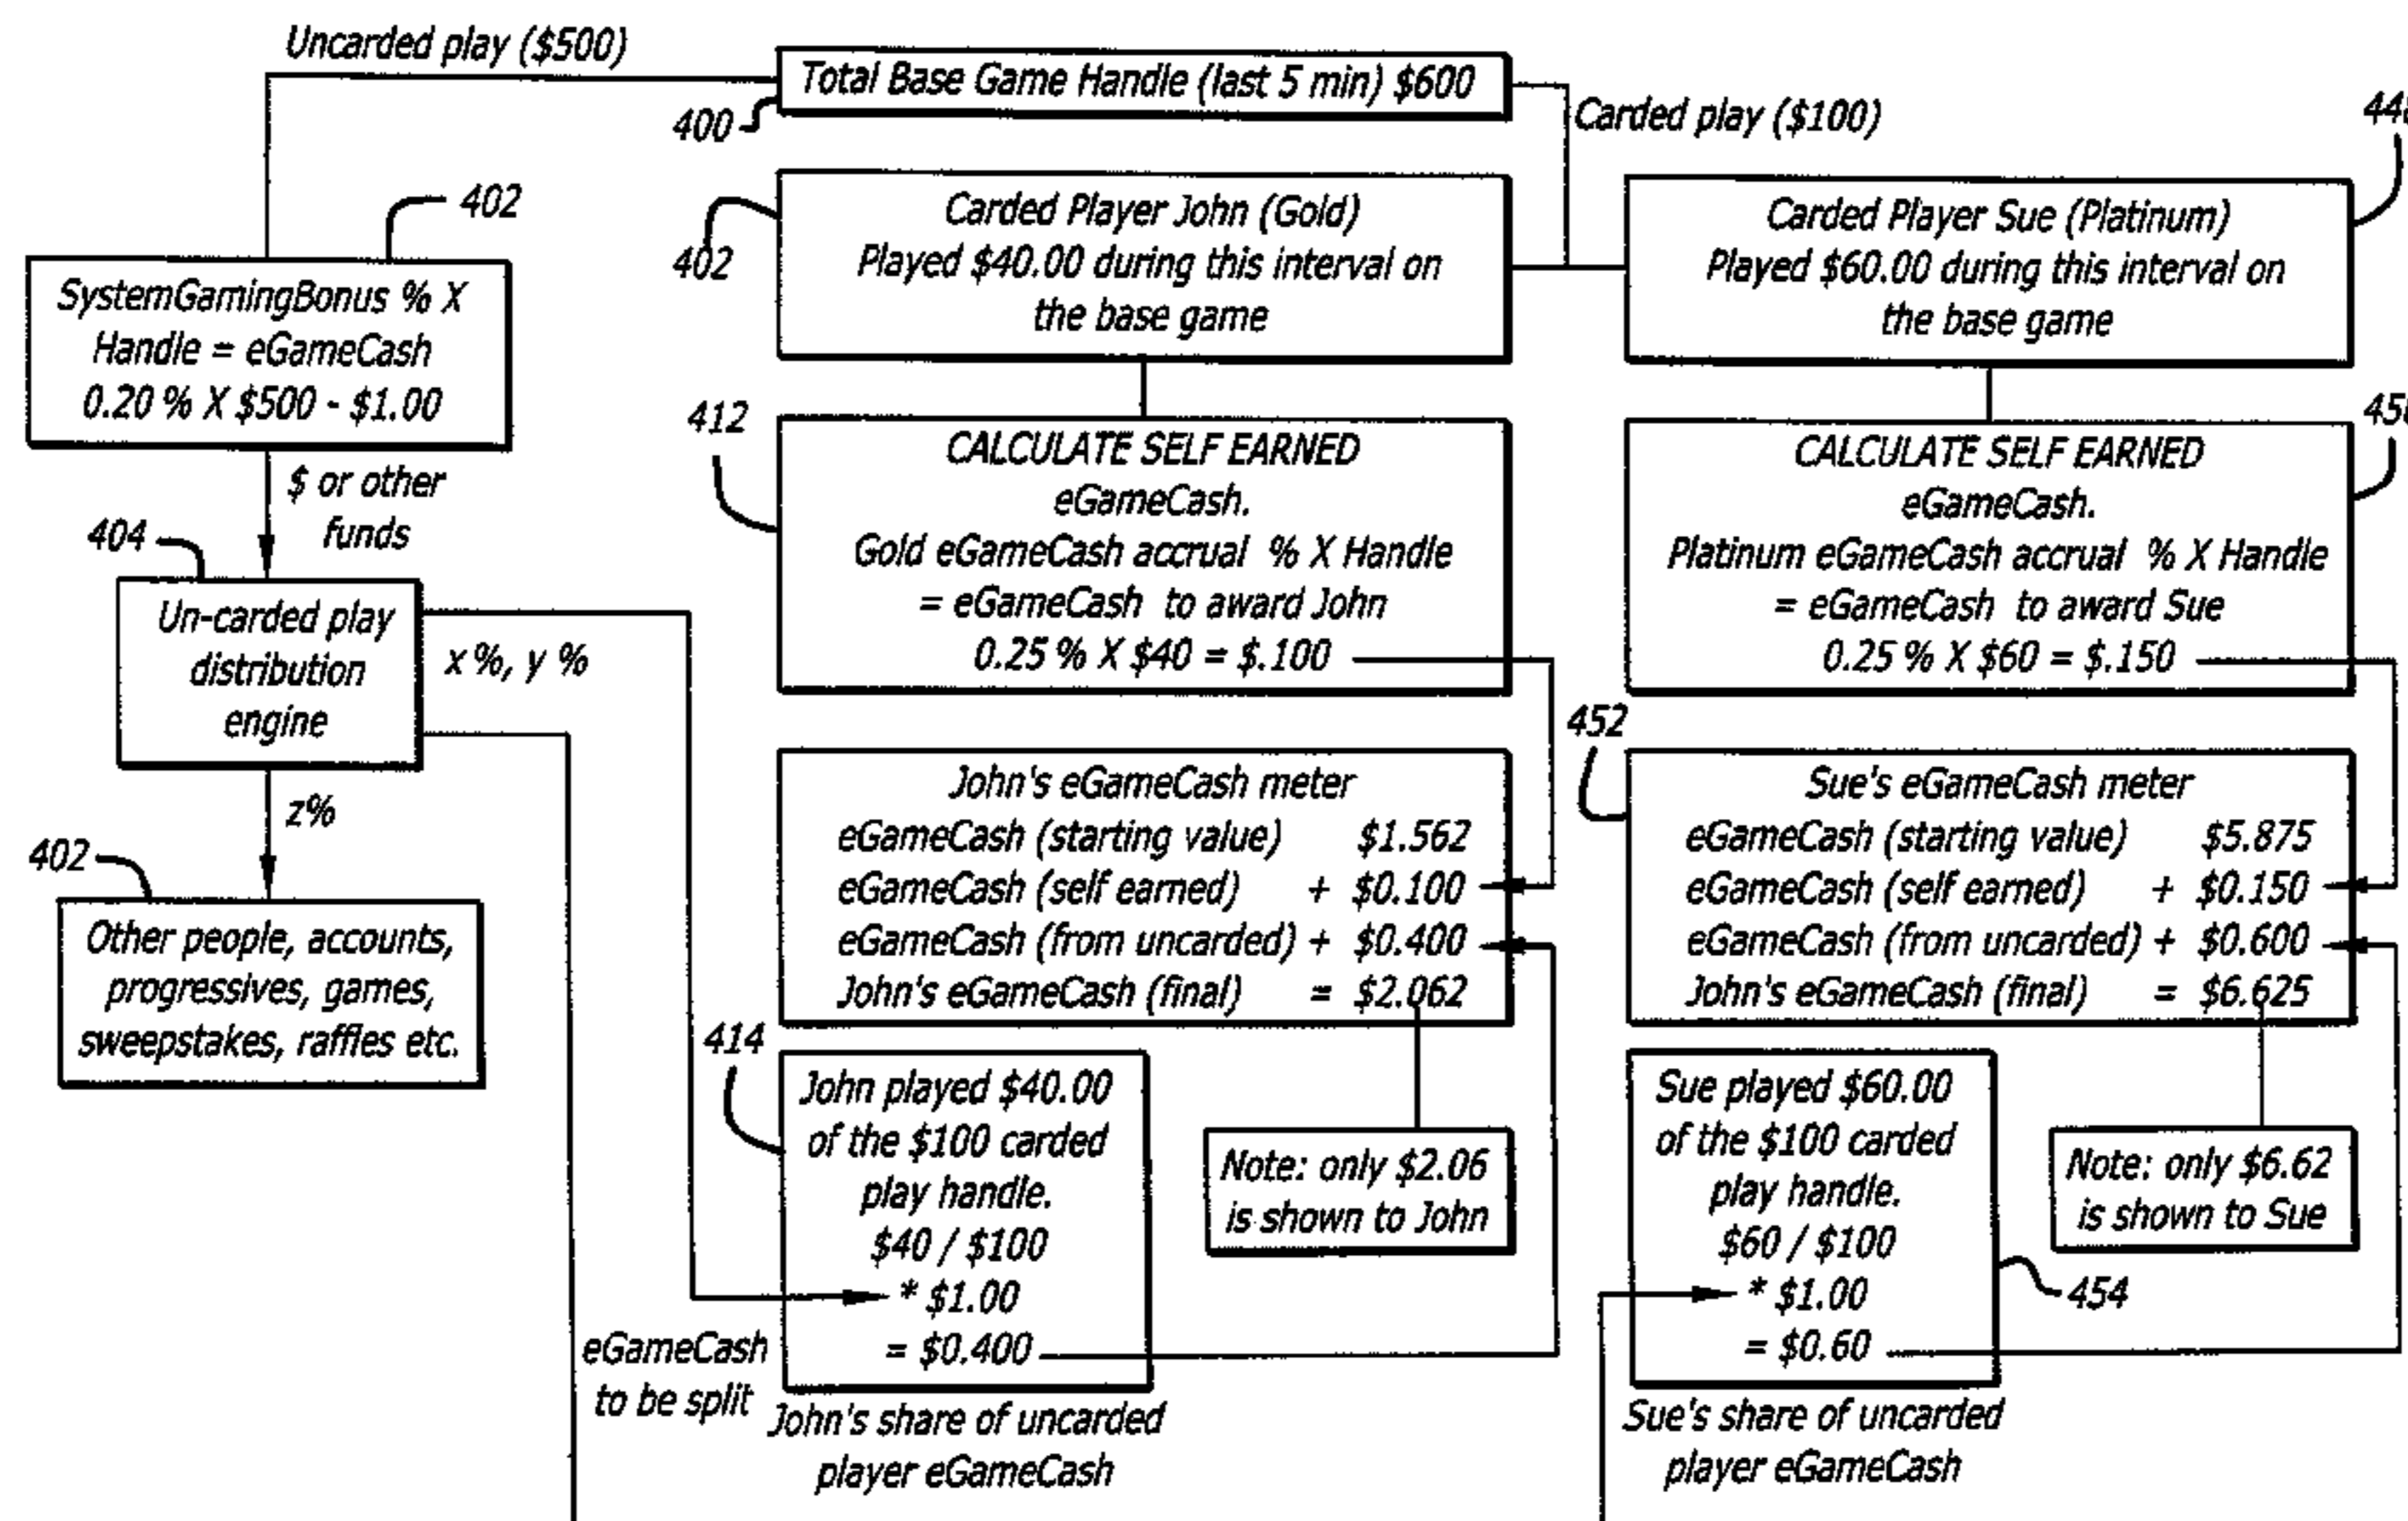 Uncarded play ($500)
Total Base Game Handle (last 5 min) $600
400
Carded play ($100)
402
SystemGamingBonus % X
Handle = eGameCash
0.20 % X $500 - $1.00
$ or other
funds
404
Un-carded play
distribution
engine
x %, y %
z%
402
Other people, accounts,
progressives, games,
sweepstakes, raffles etc.
402
Carded Player John (Gold)
Played $40.00 during this interval on
the base game
412
CALCULATE SELF EARNED
eGameCash.
Gold eGameCash accrual % X Handle
= eGameCash to award John
0.25 % X $40 = $.100
John's eGameCash meter
eGameCash (starting value) $1.562
eGameCash (self earned) + $0.100
eGameCash (from uncarded) + $0.400
John's eGameCash (final) = $2.062
414
John played $40.00
of the $100 carded
play handle.
$40 / $100
* $1.00
= $0.400
Note: only $2.06
is shown to John
eGameCash
to be split
John's share of uncarded
player eGameCash
Carded Player Sue (Platinum)
Played $60.00 during this interval on
the base game
CALCULATE SELF EARNED
eGameCash.
Platinum eGameCash accrual % X Handle
= eGameCash to award Sue
0.25 % X $60 = $.150
452
Sue's eGameCash meter
eGameCash (starting value) $5.875
eGameCash (self earned) + $0.150
eGameCash (from uncarded) + $0.600
John's eGameCash (final) = $6.625
Sue played $60.00
of the $100 carded
play handle.
$60 / $100
* $1.00
= $0.60
454
Note: only $6.62
is shown to Sue
Sue's share of uncarded
player eGameCash